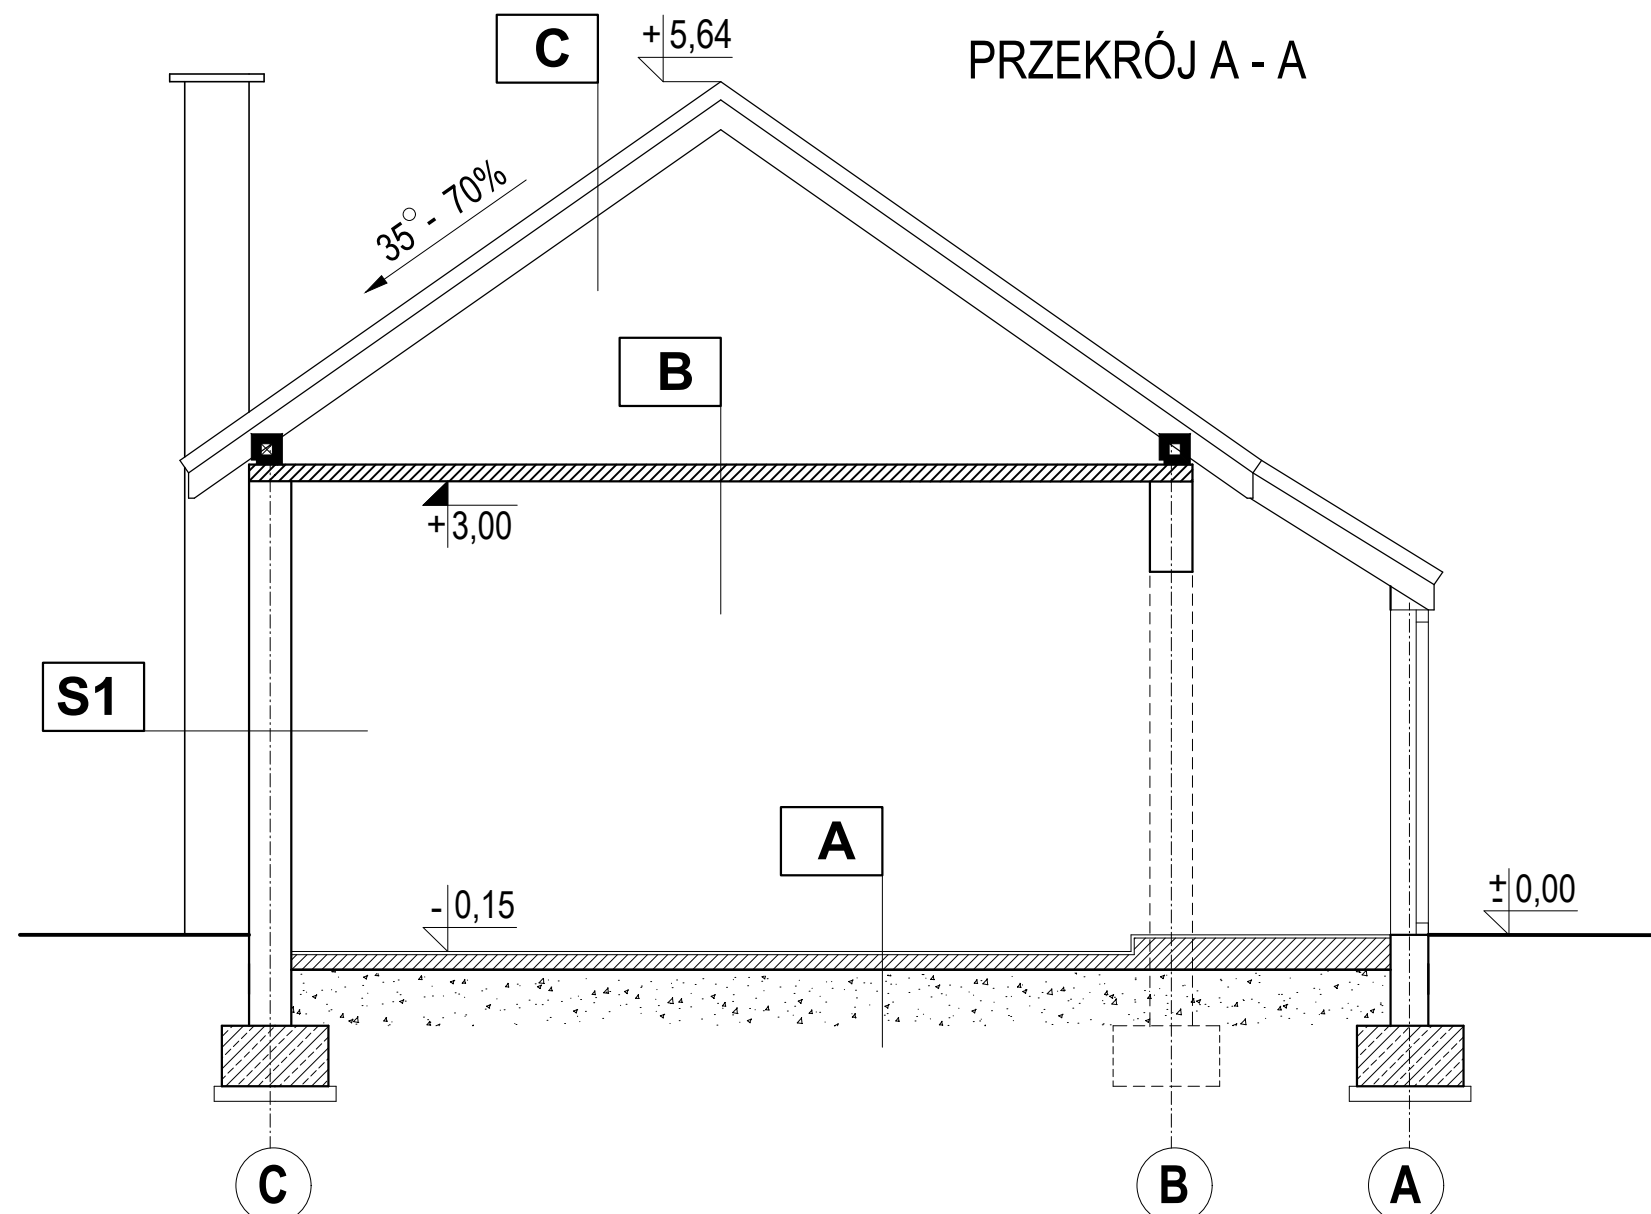 C
+5,64
PRZEKRÓJ A - A
35° - 70%
B
+3,00
S1
A
- 0,15
± 0,00
C
B
A